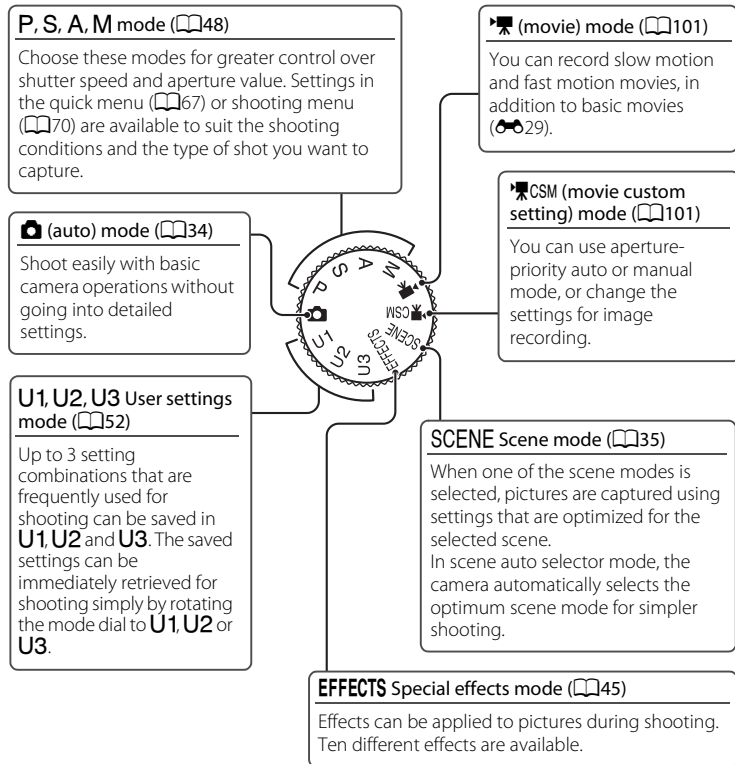 P, S, A, M mode (48)
Choose these modes for greater control over
shutter speed and aperture value. Settings in
the quick menu (67) or shooting menu
(70) are available to suit the shooting
conditions and the type of shot you want to
capture.
(movie) mode (101)
You can record slow motion
and fast motion movies, in
addition to basic movies
(29).
(auto) mode (34)
Shoot easily with basic
camera operations without
going into detailed
settings.
CSM (movie custom
setting) mode (101)
You can use aperture-
priority auto or manual
mode, or change the
settings for image
recording.
P
S
A
M
CSM
SCENE
EFFECTS
U3
U2
U1
U1, U2, U3 User settings
mode (52)
Up to 3 setting
combinations that are
frequently used for
shooting can be saved in
U1, U2 and U3. The saved
settings can be
immediately retrieved for
shooting simply by rotating
the mode dial to U1, U2 or
U3.
SCENE Scene mode (35)
When one of the scene modes is
selected, pictures are captured using
settings that are optimized for the
selected scene.
In scene auto selector mode, the
camera automatically selects the
optimum scene mode for simpler
shooting.
EFFECTS Special effects mode (45)
Effects can be applied to pictures during shooting.
Ten different effects are available.